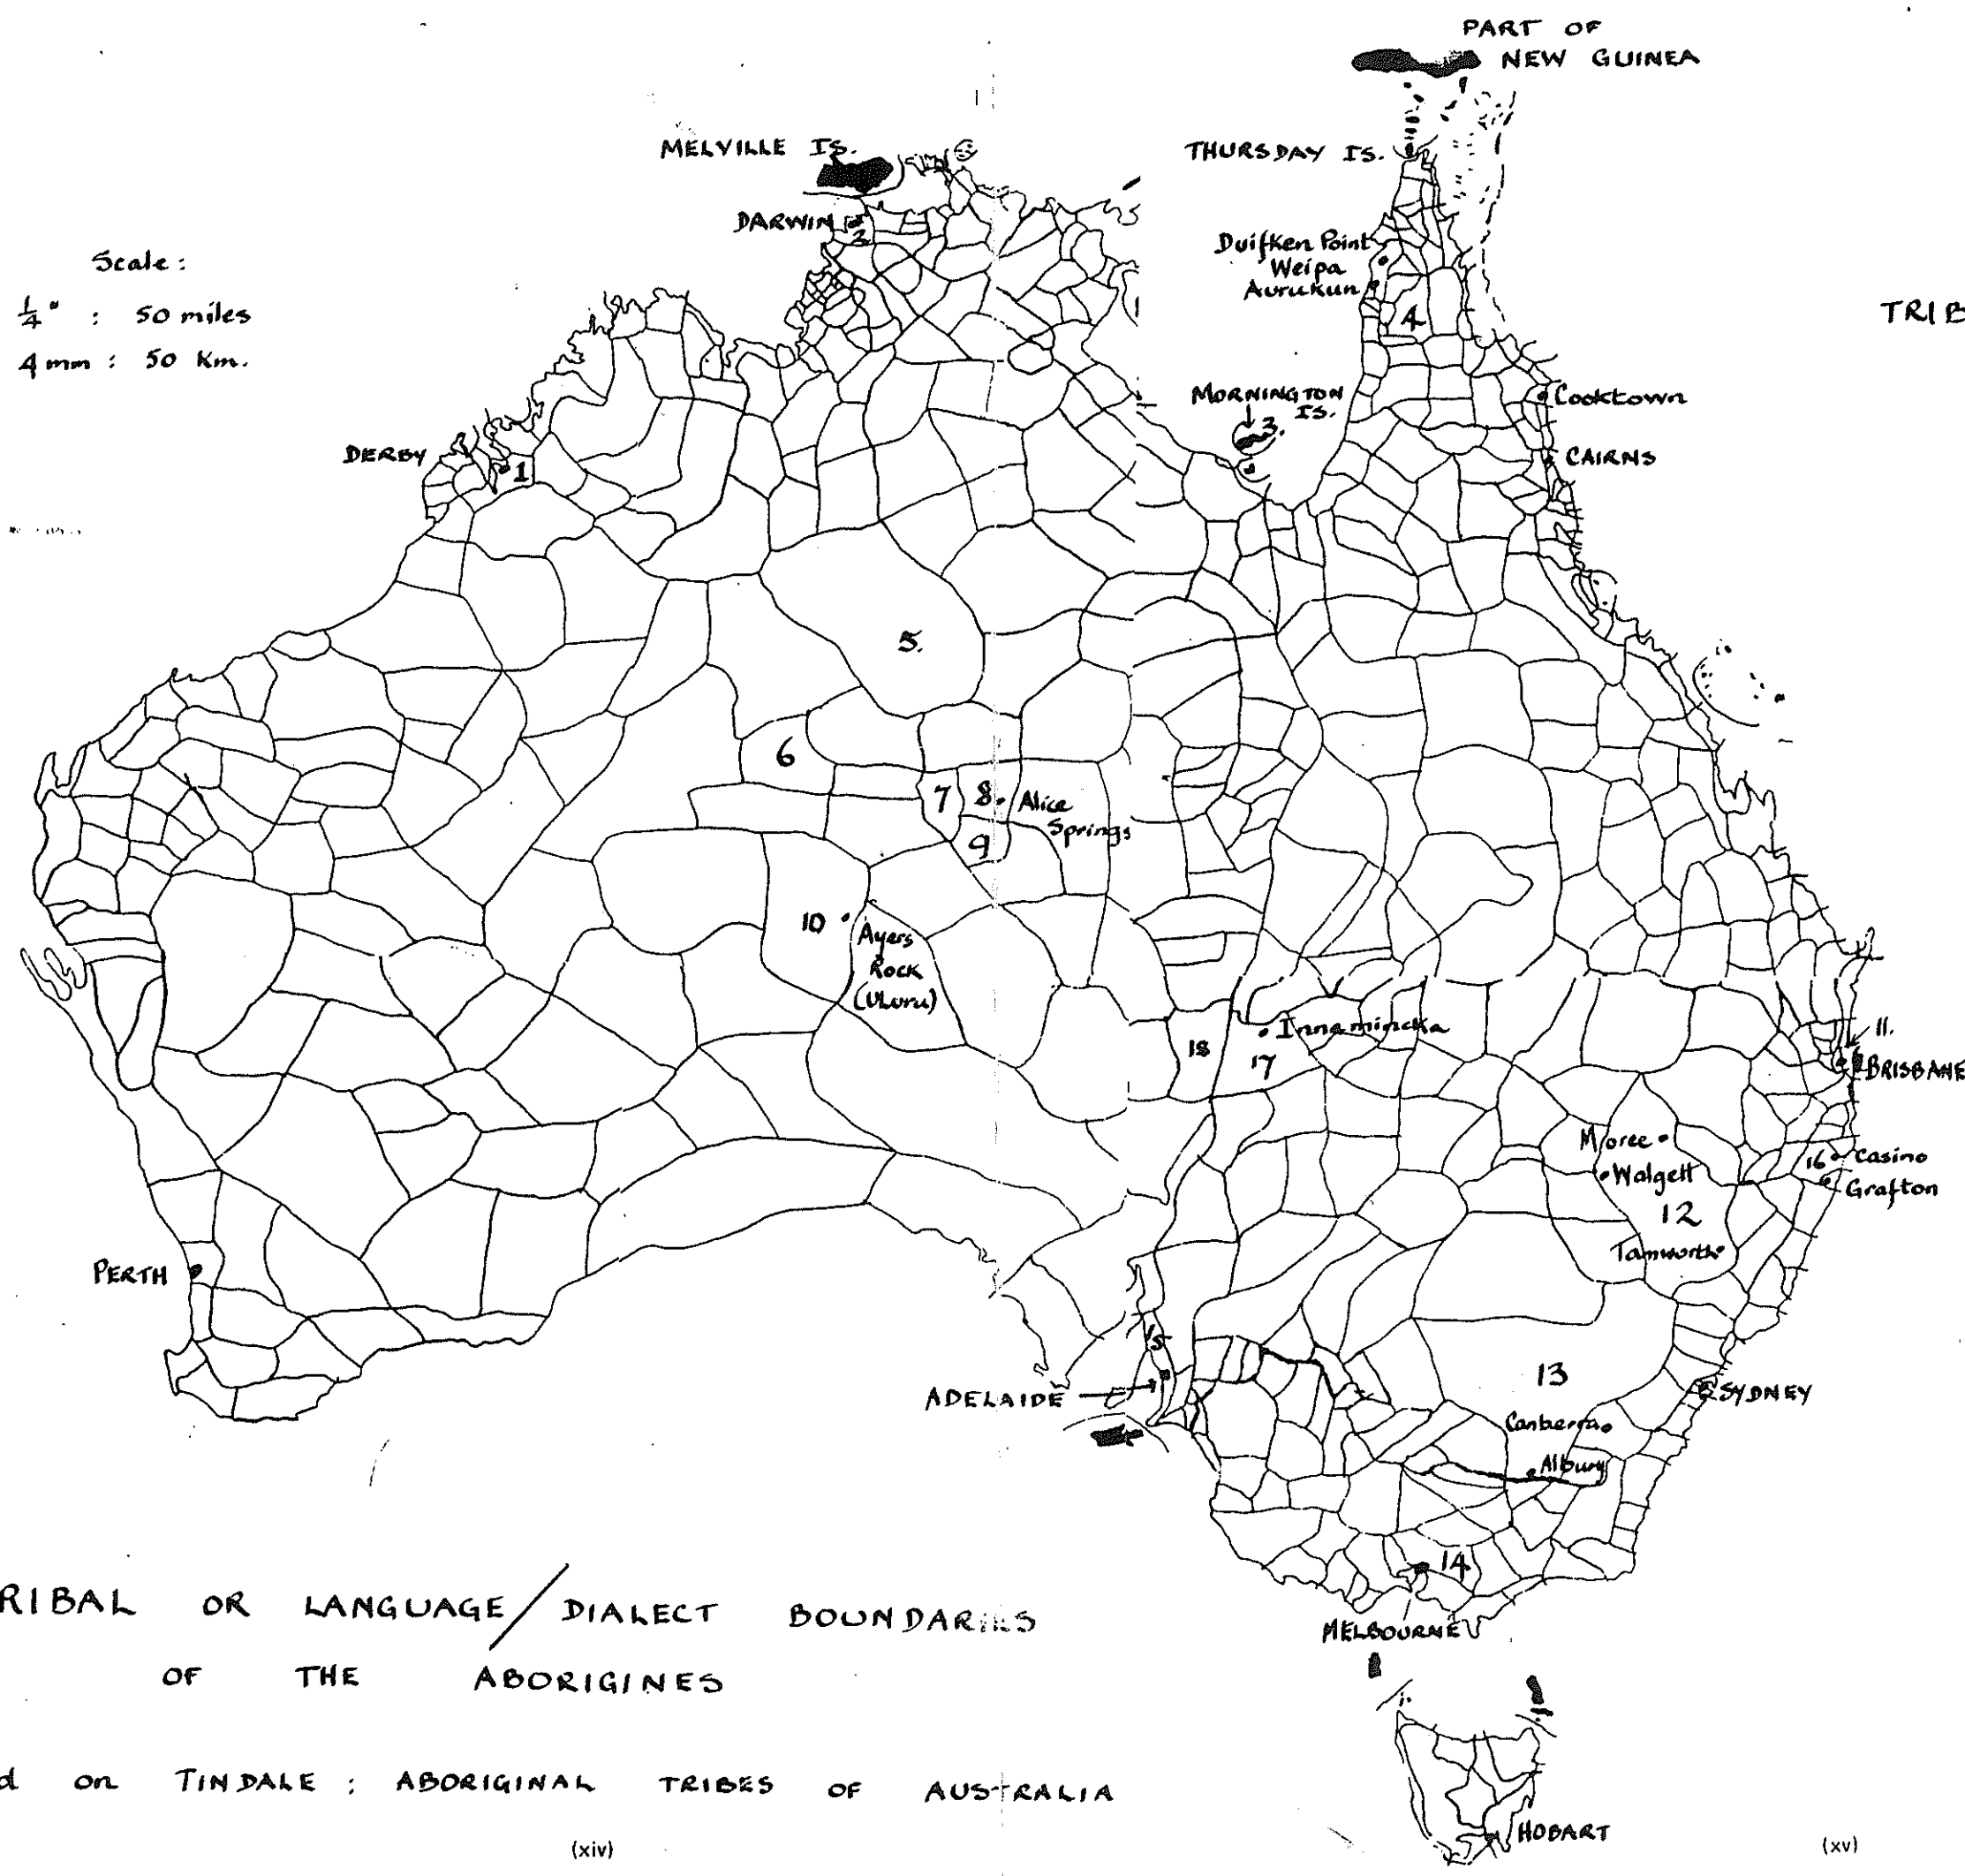 PART OF
NEW GUINEA
MELVILLE IS.
THURSDAY IS.
DARWIN
2
Duifken Point
Weipa
Aurukun
4
Scale:
1/4" : 50 miles
4 mm : 50 Km.
TRIB
MORNINGTON
IS.
3.
Cooktown
CAIRNS
DERBY
1
5.
6
7
8.
Alice
Springs
9
10
Ayers
Rock
(Uluru)
Innamincka
18
17
11.
BRISBANE
Moree
Walgett
16
Casino
Grafton
12
Tamworth
PERTH
15
ADELAIDE
13
SYDNEY
Canberra
Albury
14
MELBOURNE
RIBAL OR LANGUAGE/DIALECT BOUNDARIES
OF THE ABORIGINES
d on TINDALE : ABORIGINAL TRIBES OF AUSTRALIA
HOBART
(xiv)
(xv)